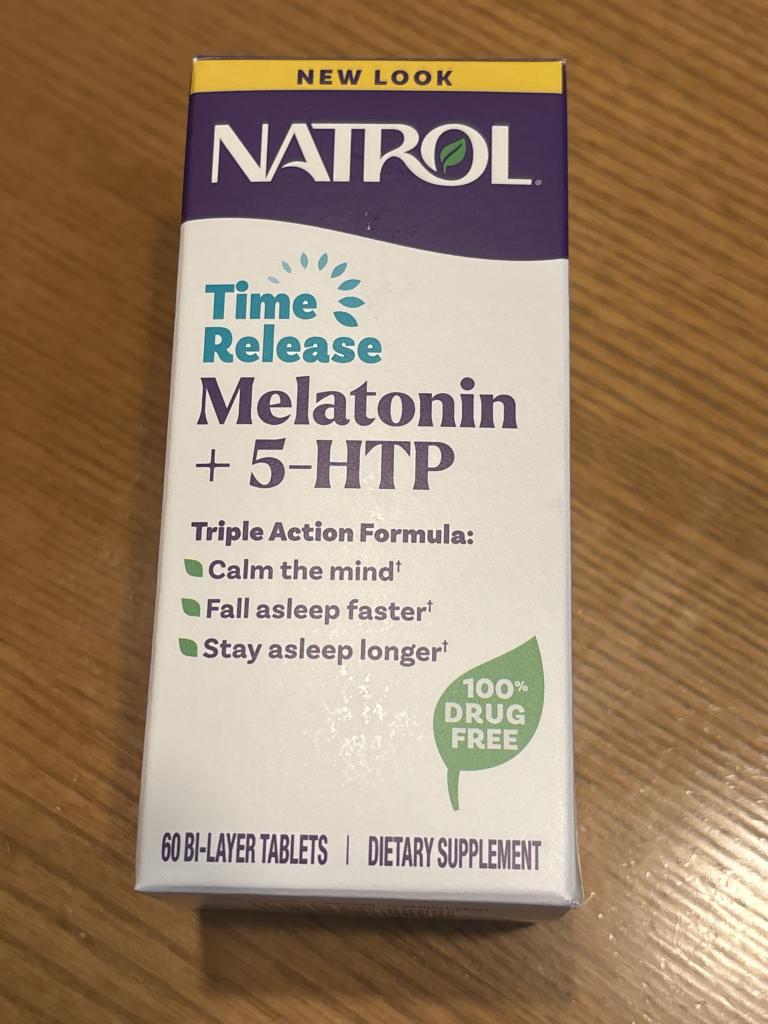 NEW LOOK
NATROL
Time
Release
Melatonin
+ 5-HTP
Triple Action Formula:
Calm the mind†
Fall asleep faster†
Stay asleep longer†
100%
DRUG
FREE
60 BI-LAYER TABLETS | DIETARY SUPPLEMENT